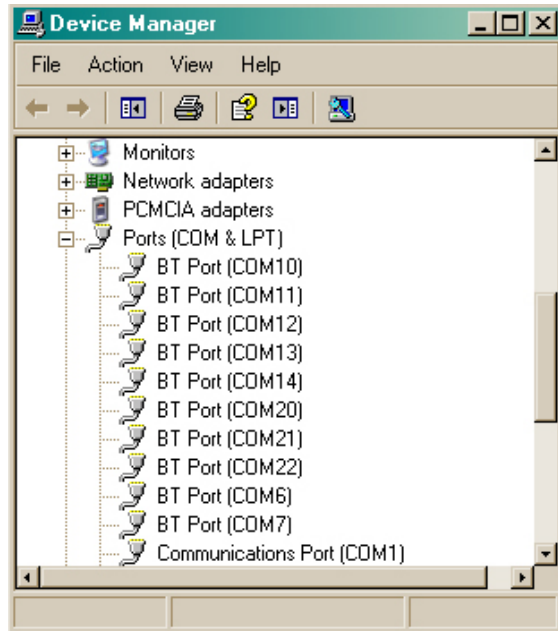 Device Manager
File Action View Help
Monitors
Network adapters
PCMCIA adapters
Ports (COM & LPT)
BT Port (COM10)
BT Port (COM11)
BT Port (COM12)
BT Port (COM13)
BT Port (COM14)
BT Port (COM20)
BT Port (COM21)
BT Port (COM22)
BT Port (COM6)
BT Port (COM7)
Communications Port (COM1)